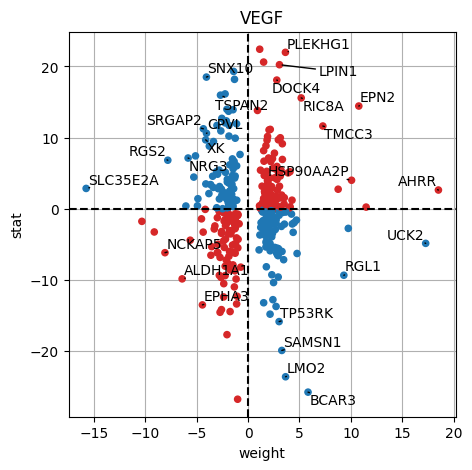 VEGF
PLEKHG1
SNX10
LPIN1
DOCK4
TSPAN2
RIC8A
EPN2
SRGAP2
CPVL
TMCC3
XK
RGS2
NRG3
HSP90AA2P
SLC35E2A
AHRR
NCKAP5
UCK2
ALDH1A1
RGL1
EPHA3
TP53RK
SAMSN1
LMO2
BCAR3
stat
20
10
0
−10
−20
−15
−10
−5
0
5
10
15
20
weight